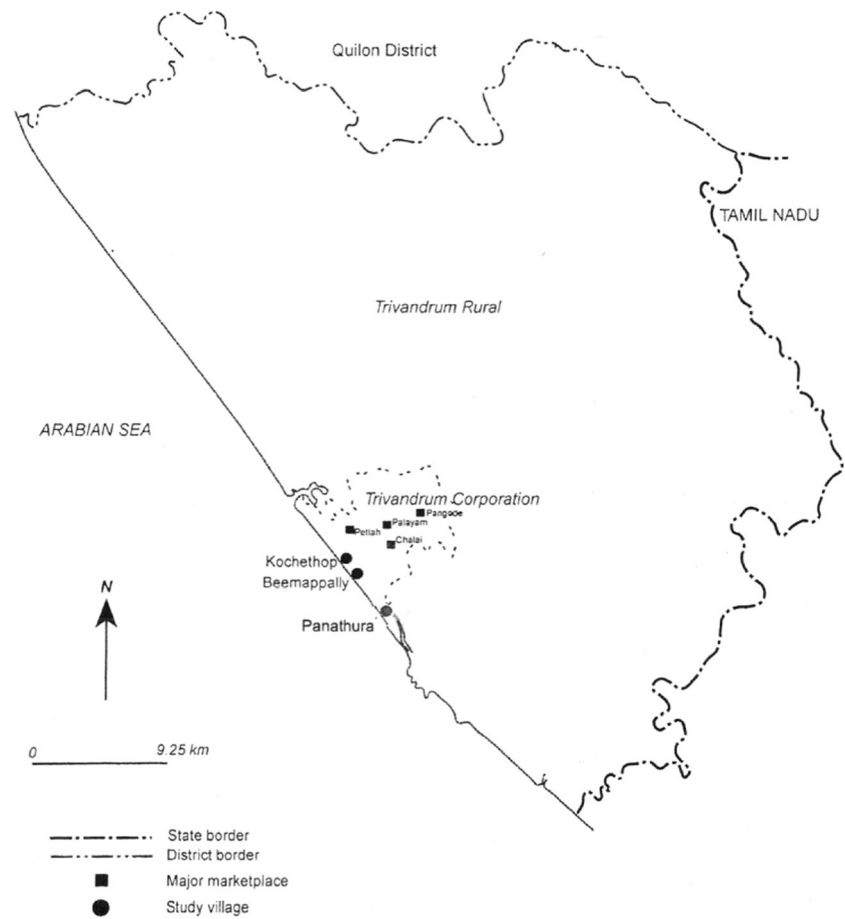 Quilon District
TAMIL NADU
Trivandrum Rural
ARABIAN SEA
Trivandrum Corporation
Pangode
Palayam
Pettah
Chalai
Kochethop
Beemappally
N
Panathura
0 9.25 km
State border
District border
Major marketplace
Study village